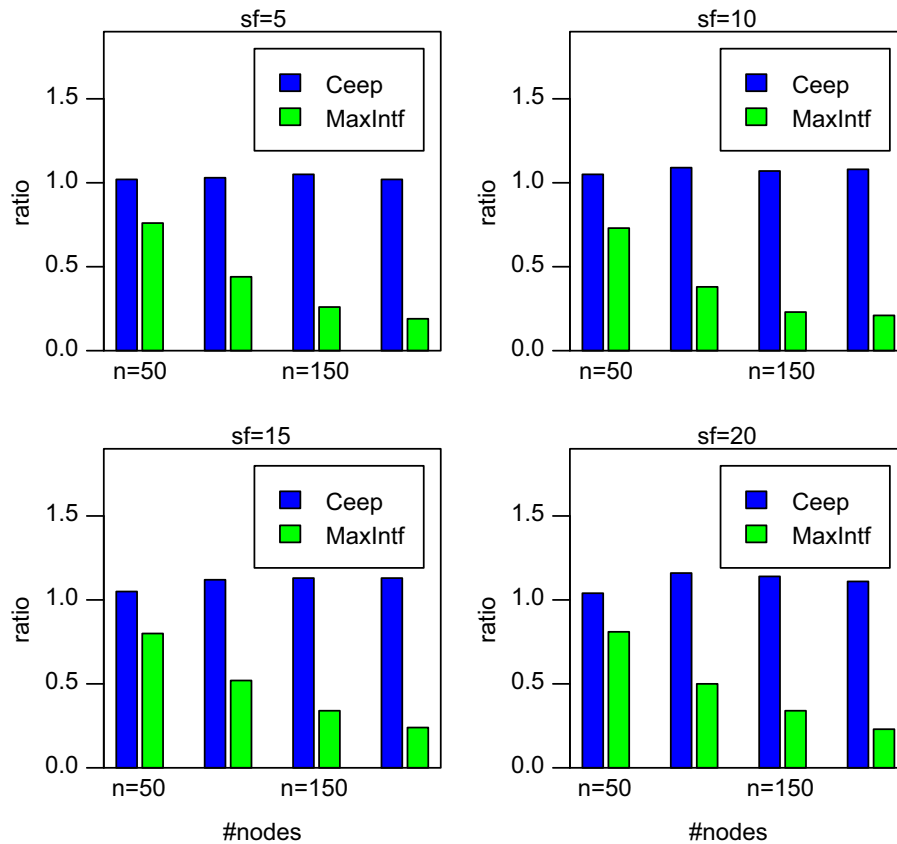 sf=5
1.5
1.0
0.5
0.0
ratio
Ceep
MaxIntf
n=50
n=150
sf=10
1.5
1.0
0.5
0.0
ratio
Ceep
MaxIntf
n=50
n=150
sf=15
1.5
1.0
0.5
0.0
ratio
Ceep
MaxIntf
n=50
n=150
#nodes
sf=20
1.5
1.0
0.5
0.0
ratio
Ceep
MaxIntf
n=50
n=150
#nodes